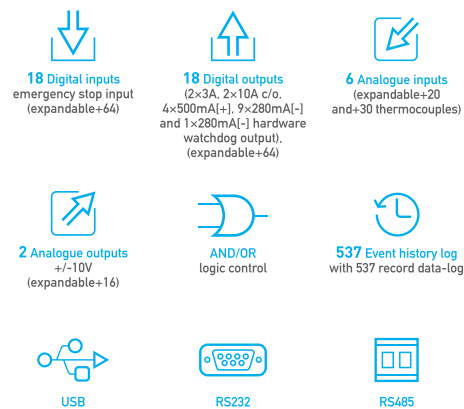 18 Digital inputs
emergency stop input
(expandable+64)
18 Digital outputs
(2×3A, 2×10A c/o,
4×500mA[+], 9×280mA[-]
and 1×280mA[-] hardware
watchdog output),
(expandable+64)
6 Analogue inputs
(expandable+20
and+30 thermocouples)
2 Analogue outputs
+/-10V
(expandable+16)
AND/OR
logic control
537 Event history log
with 537 record data-log
USB
RS232
RS485